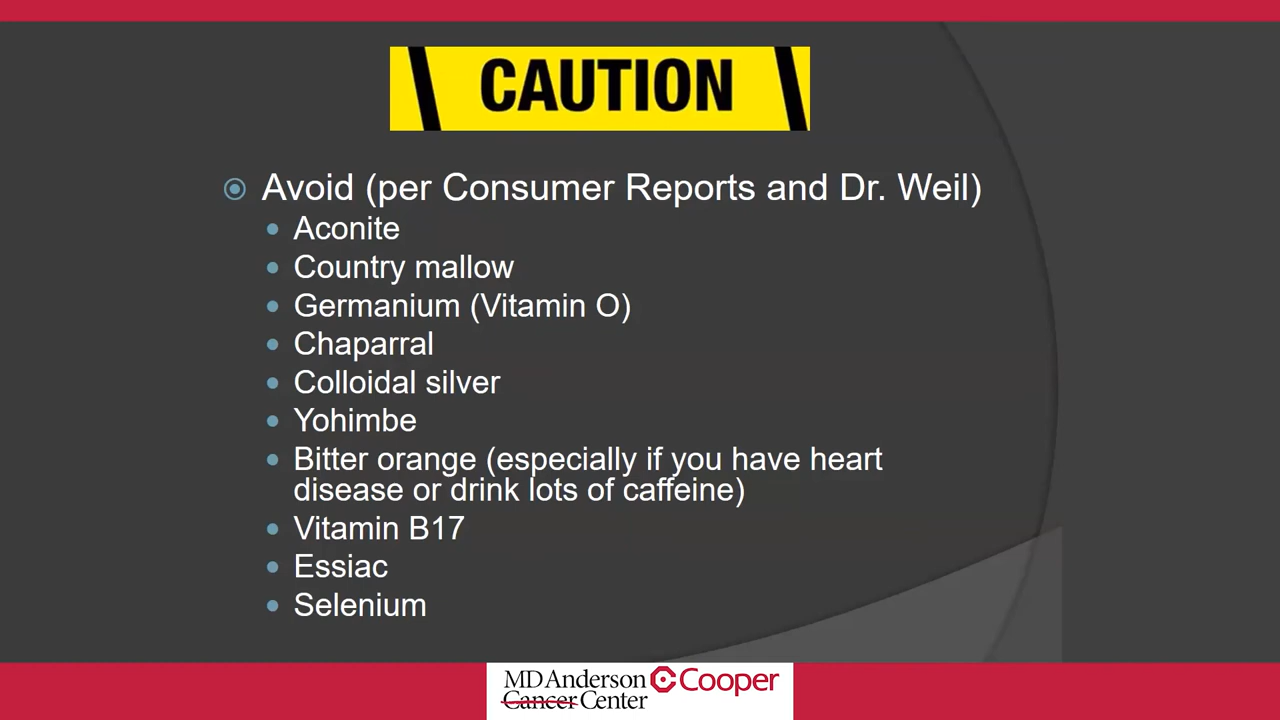 CAUTION
Avoid (per Consumer Reports and Dr. Weil)
Aconite
Country mallow
Germanium (Vitamin O)
Chaparral
Colloidal silver
Yohimbe
Bitter orange (especially if you have heart
disease or drink lots of caffeine)
Vitamin B17
Essiac
Selenium
MD Anderson Cooper
Cancer Center